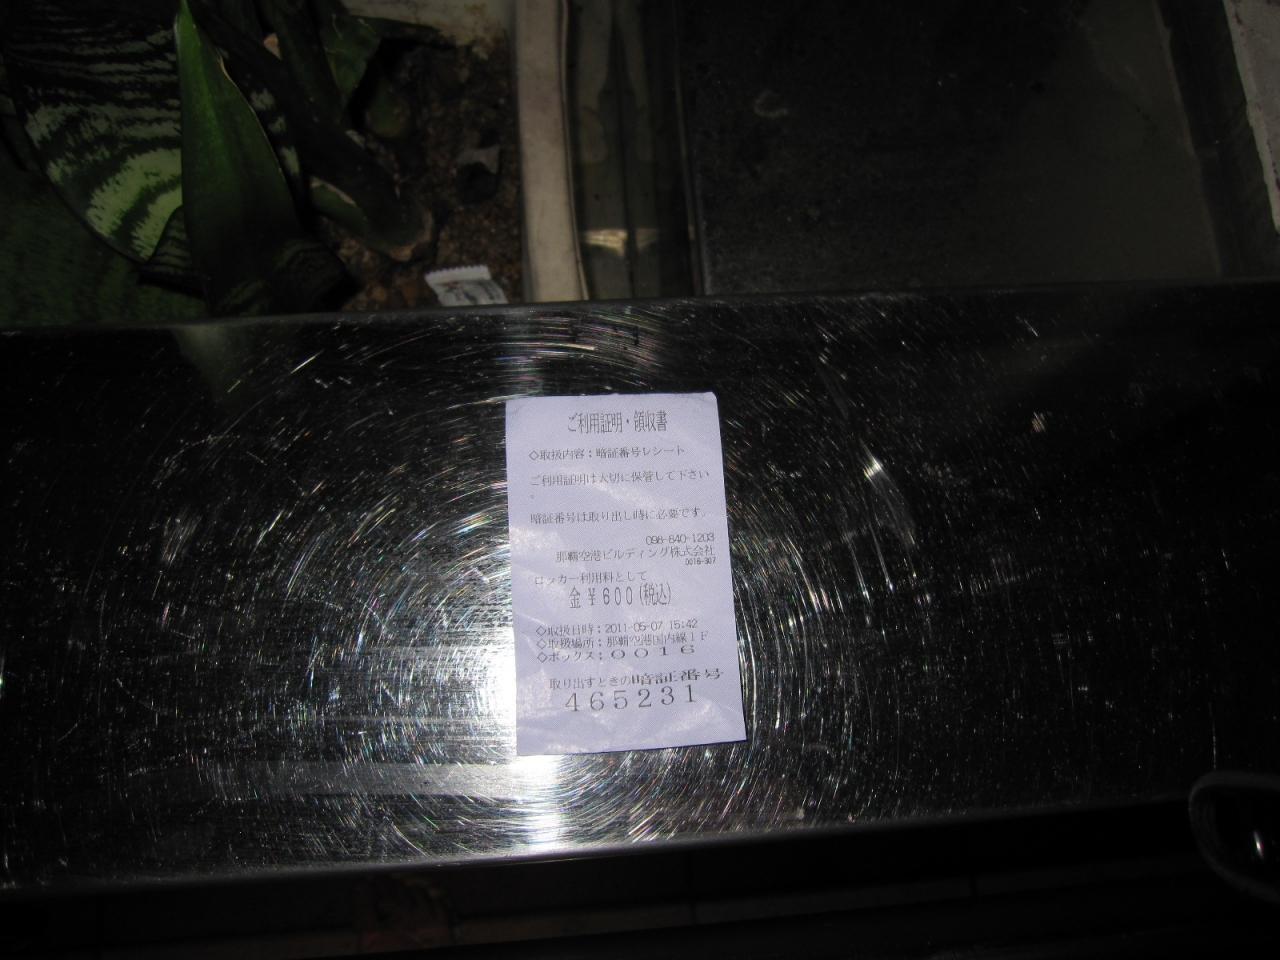 ご利用証明・領収書
◇取扱内容：暗証番号レシート
ご利用証明は大切に保管して下さい
。
暗証番号は取り出し時に必要です。
098-840-1203
那覇空港ビルディング株式会社
0016-307
ロッカー利用料として
金￥600(税込)
◇取扱日時：2011-05-07 15:42
◇取扱場所：那覇空港国内線1F
◇ボックス：0016
取り出すときの暗証番号
465231